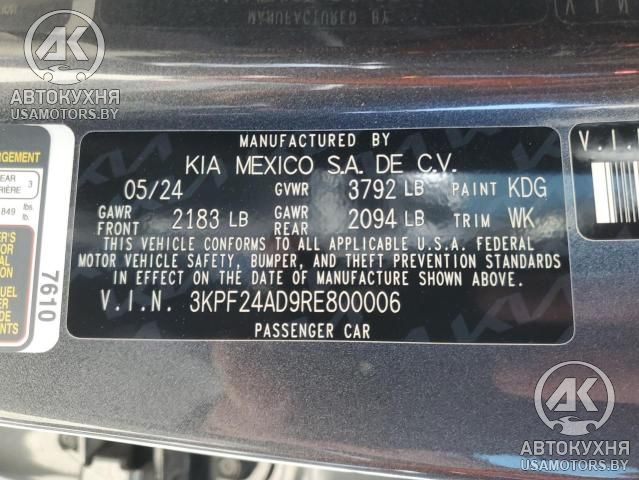 АВТОКУХНЯ
USAMOTORS.BY
MANUFACTURED BY
KIA MEXICO S.A. DE C.V.
05/24 GVWR 3792 LB PAINT KDG
GAWR FRONT 2183 LB GAWR REAR 2094 LB TRIM WK
THIS VEHICLE CONFORMS TO ALL APPLICABLE U.S.A. FEDERAL
MOTOR VEHICLE SAFETY, BUMPER, AND THEFT PREVENTION STANDARDS
IN EFFECT ON THE DATE OF MANUFACTURE SHOWN ABOVE.
V.I.N. 3KPF24AD9RE800006
PASSENGER CAR
7610
V.I.N
AK
АВТОКУХНЯ
USAMOTORS.BY